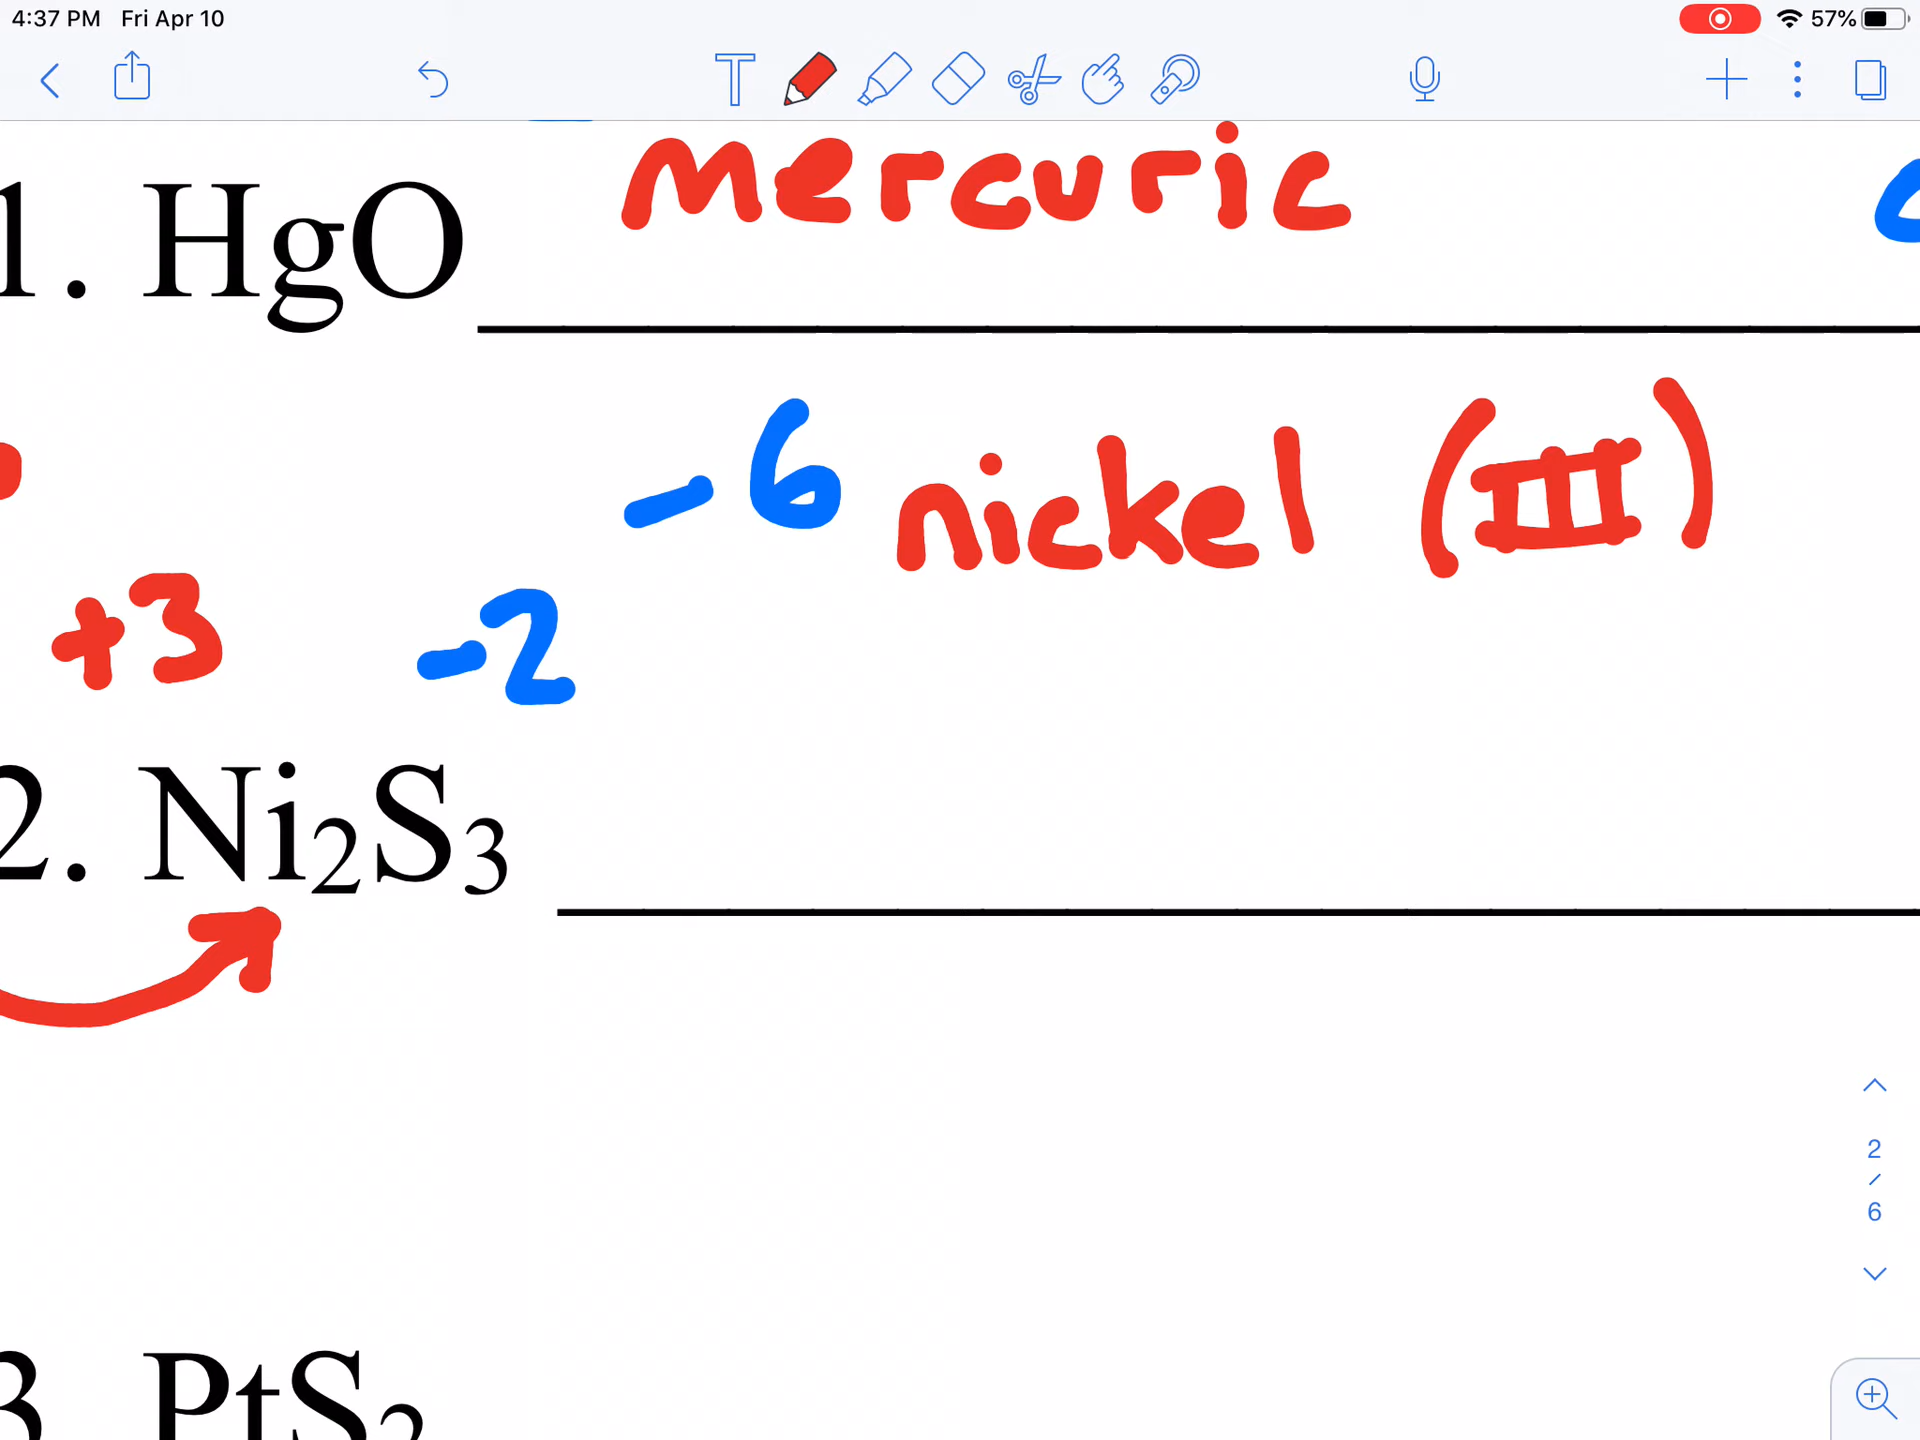 4:37 PM Fri Apr 10 57%
T
mercuric
1. HgO
-6 nickel (III)
+3 -2
2. Ni₂S₃
2
/
6
3. PtS₂